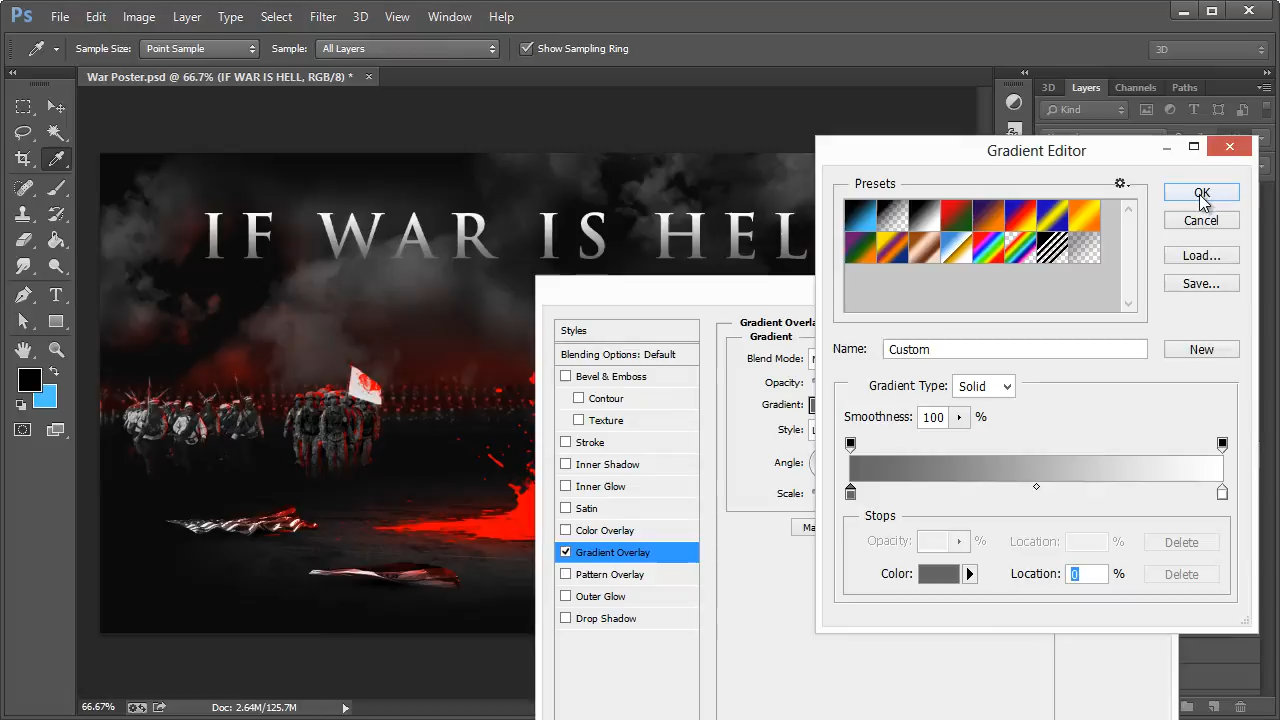 Ps File Edit Image Layer Type Select Filter 3D View Window Help
Sample Size: Point Sample Sample: All Layers Show Sampling Ring 3D
War Poster.psd @ 66.7% (IF WAR IS HELL, RGB/8) *
3D Layers Channels Paths
Kind
IF WAR IS HEL
Gradient Editor
Presets
OK
Cancel
Load...
Save...
Name: Custom New
Gradient Type: Solid
Smoothness: 100 %
Stops
Opacity: % Location: % Delete
Color: Location: 0 % Delete
Styles
Blending Options: Default
Bevel & Emboss
Contour
Texture
Stroke
Inner Shadow
Inner Glow
Satin
Color Overlay
Gradient Overlay
Pattern Overlay
Outer Glow
Drop Shadow
Gradient Overla
Gradient
Blend Mode:
Opacity:
Gradient:
Style:
Angle:
Scale:
Ma
66.67% Doc: 2.64M/125.7M